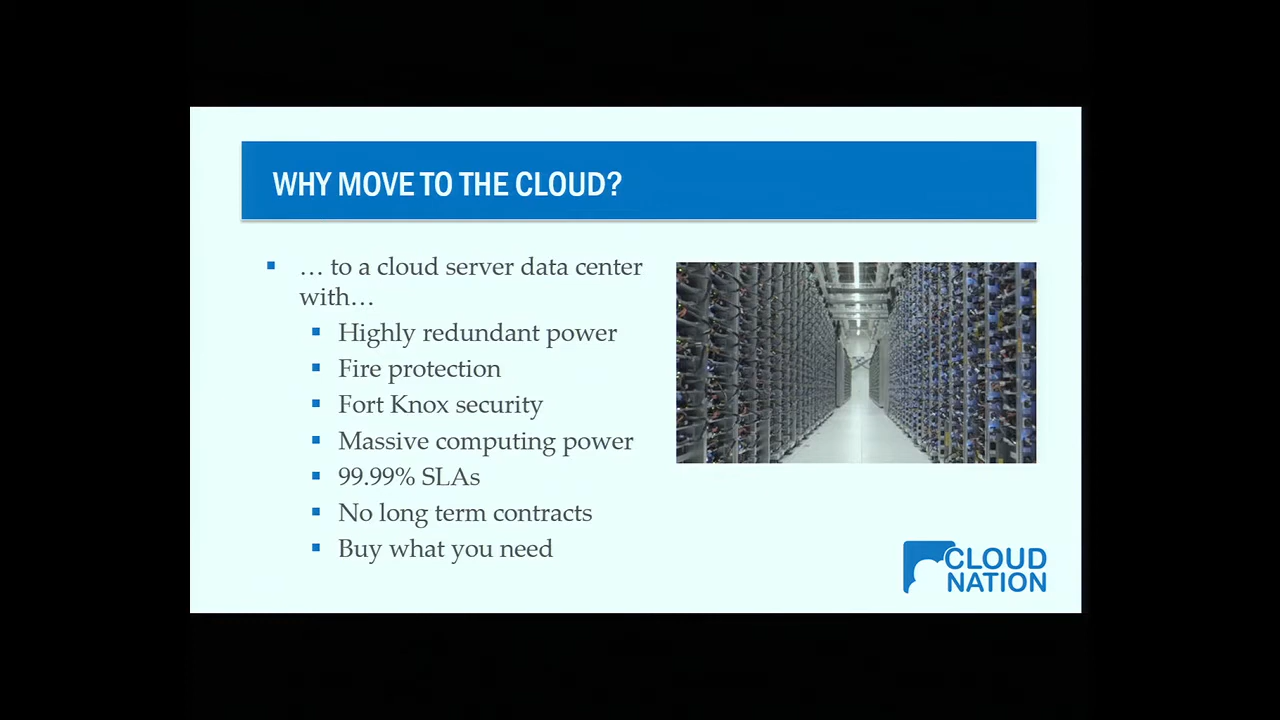 WHY MOVE TO THE CLOUD?
… to a cloud server data center
with…
Highly redundant power
Fire protection
Fort Knox security
Massive computing power
99.99% SLAs
No long term contracts
Buy what you need
CLOUD
NATION